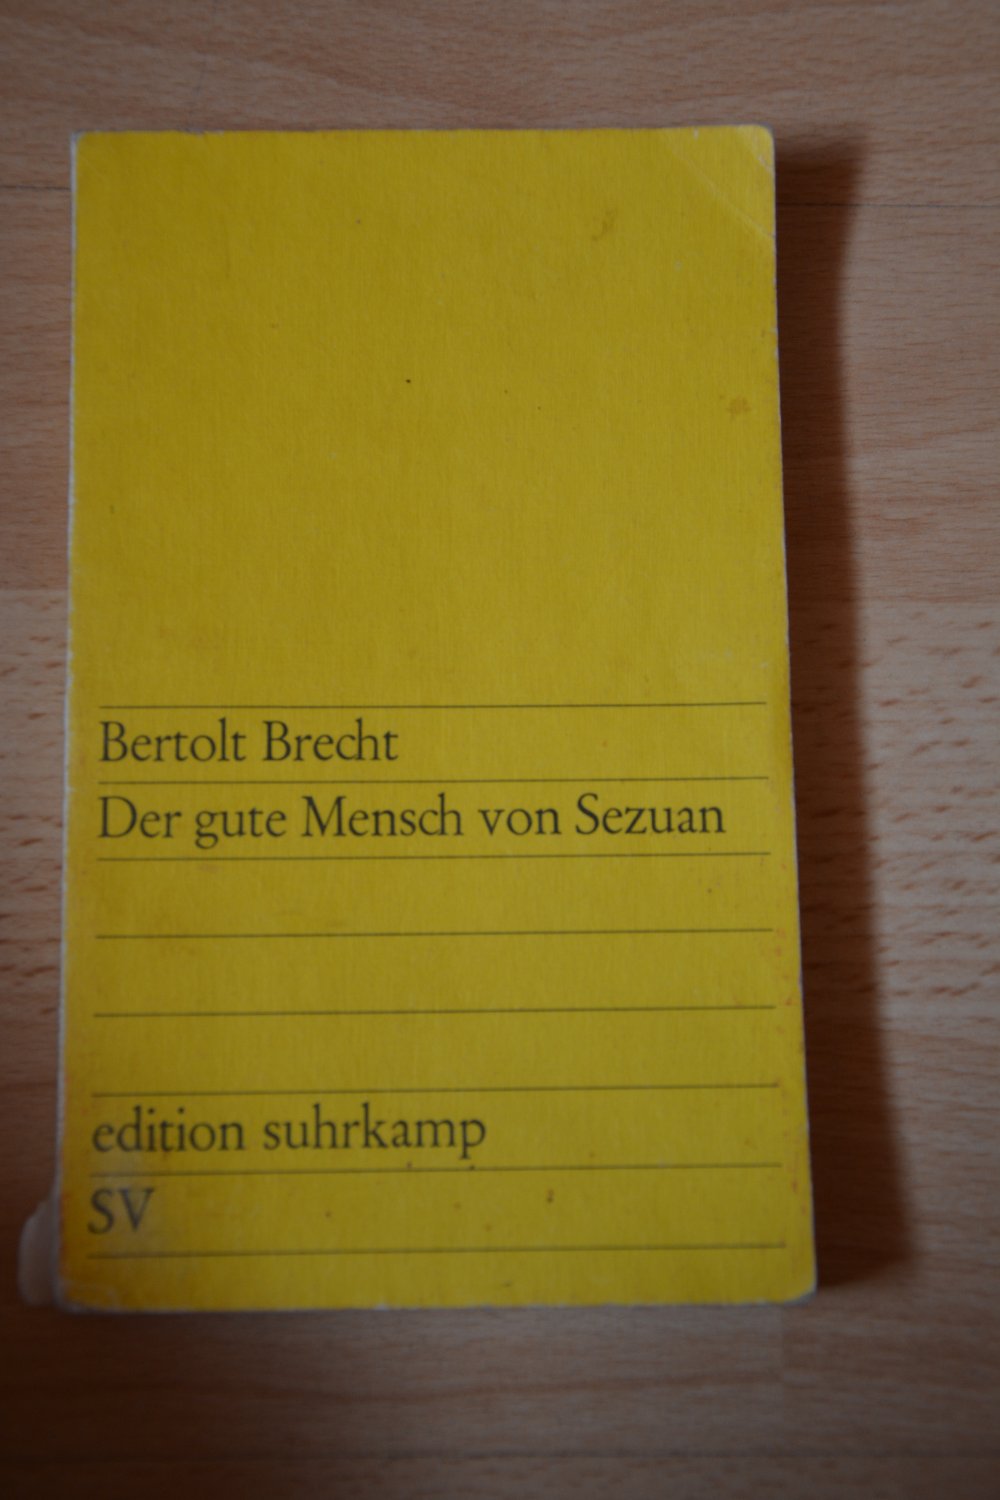 Bertolt Brecht
Der gute Mensch von Sezuan
edition suhrkamp
SV